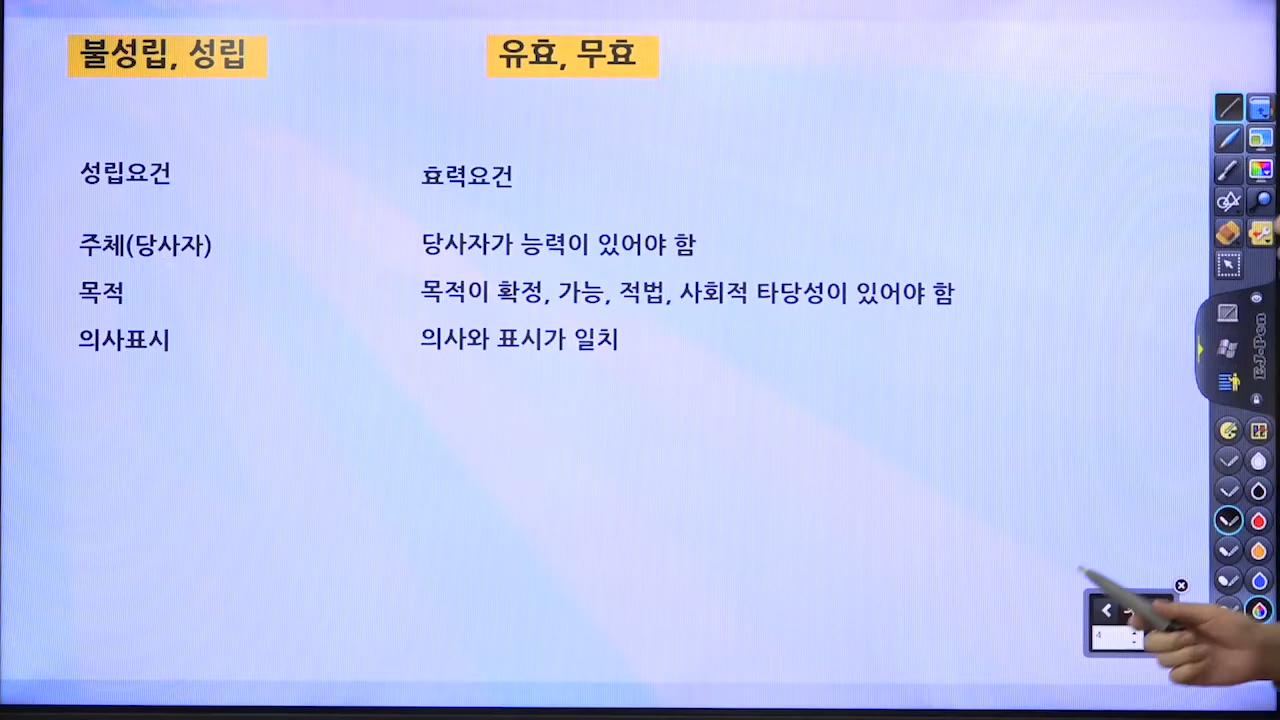 불성립, 성립
유효, 무효
성립요건
효력요건
주체(당사자)
당사자가 능력이 있어야 함
목적
목적이 확정, 가능, 적법, 사회적 타당성이 있어야 함
의사표시
의사와 표시가 일치
EJ-Pen
4